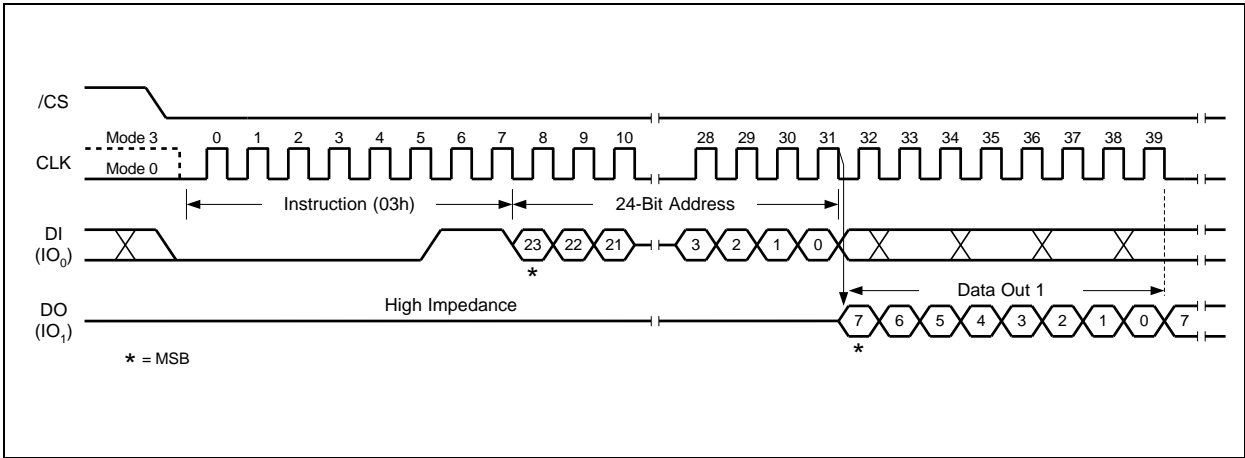 /CS
Mode 3 0 1 2 3 4 5 6 7 8 9 10 28 29 30 31 32 33 34 35 36 37 38 39
CLK
Mode 0
Instruction (03h) 24-Bit Address
DI
(IO₀)
23 22 21 3 2 1 0
*
High Impedance Data Out 1
DO
(IO₁)
7 6 5 4 3 2 1 0 7
*
* = MSB